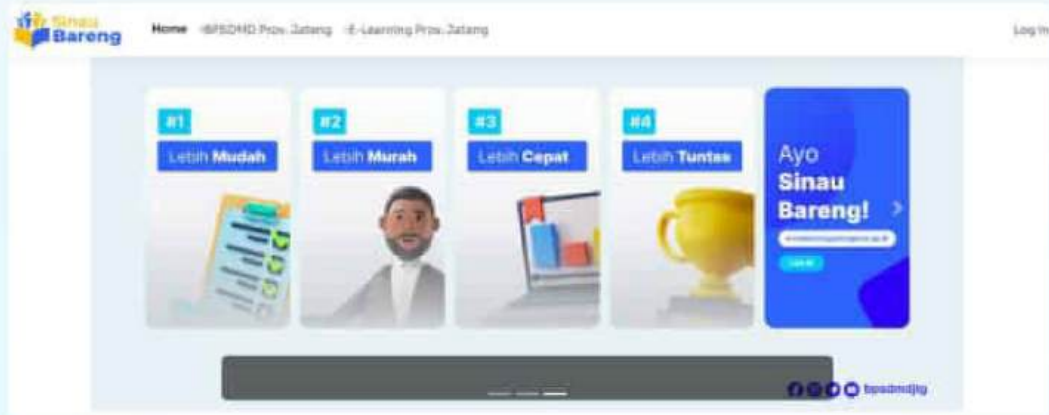 Sinau
Bareng
Home BPSDMD Prov. Jateng E-Learning Prov. Jateng
Log In
#1
Lebih Mudah
#2
Lebih Murah
#3
Lebih Cepat
#4
Lebih Tuntas
Ayo
Sinau
Bareng!
bpsdmdjtg